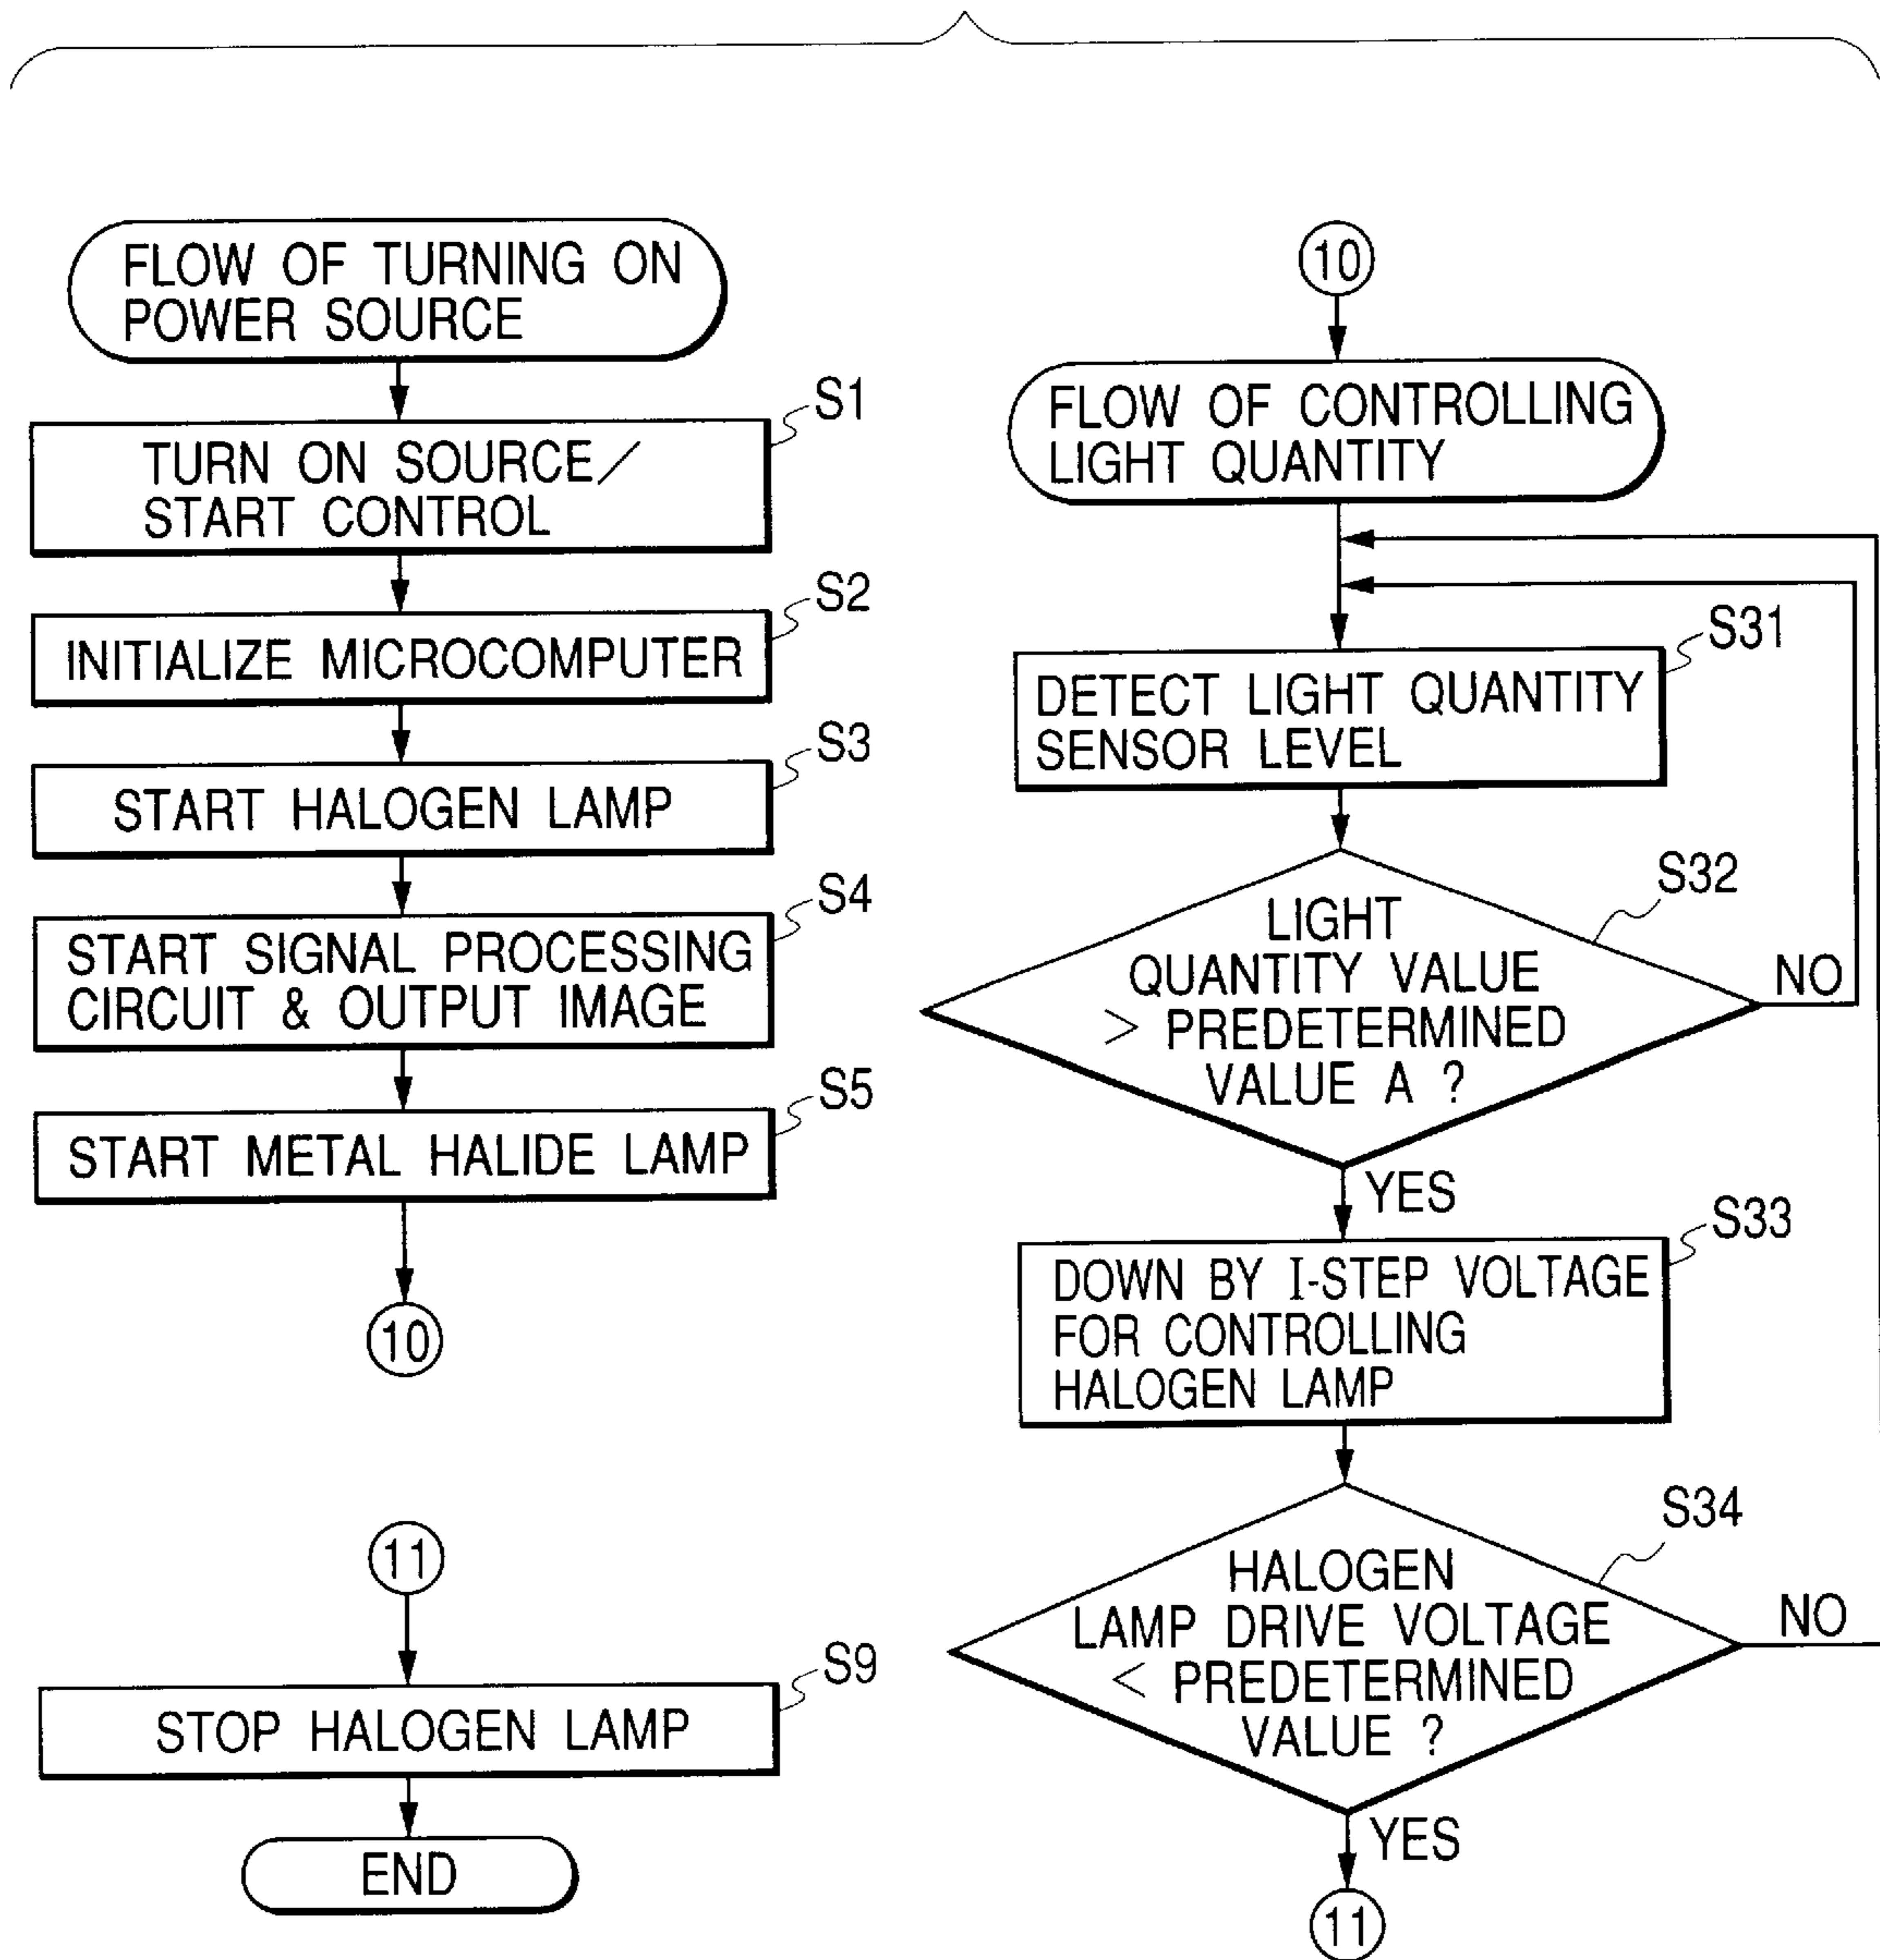 FLOW OF TURNING ON
POWER SOURCE
S1
TURN ON SOURCE/
START CONTROL
S2
INITIALIZE MICROCOMPUTER
S3
START HALOGEN LAMP
S4
START SIGNAL PROCESSING
CIRCUIT & OUTPUT IMAGE
S5
START METAL HALIDE LAMP
10
11
S9
STOP HALOGEN LAMP
END
10
FLOW OF CONTROLLING
LIGHT QUANTITY
S31
DETECT LIGHT QUANTITY
SENSOR LEVEL
S32
LIGHT
QUANTITY VALUE
> PREDETERMINED
VALUE A ?
NO
YES
S33
DOWN BY I-STEP VOLTAGE
FOR CONTROLLING
HALOGEN LAMP
S34
HALOGEN
LAMP DRIVE VOLTAGE
< PREDETERMINED
VALUE ?
NO
YES
11